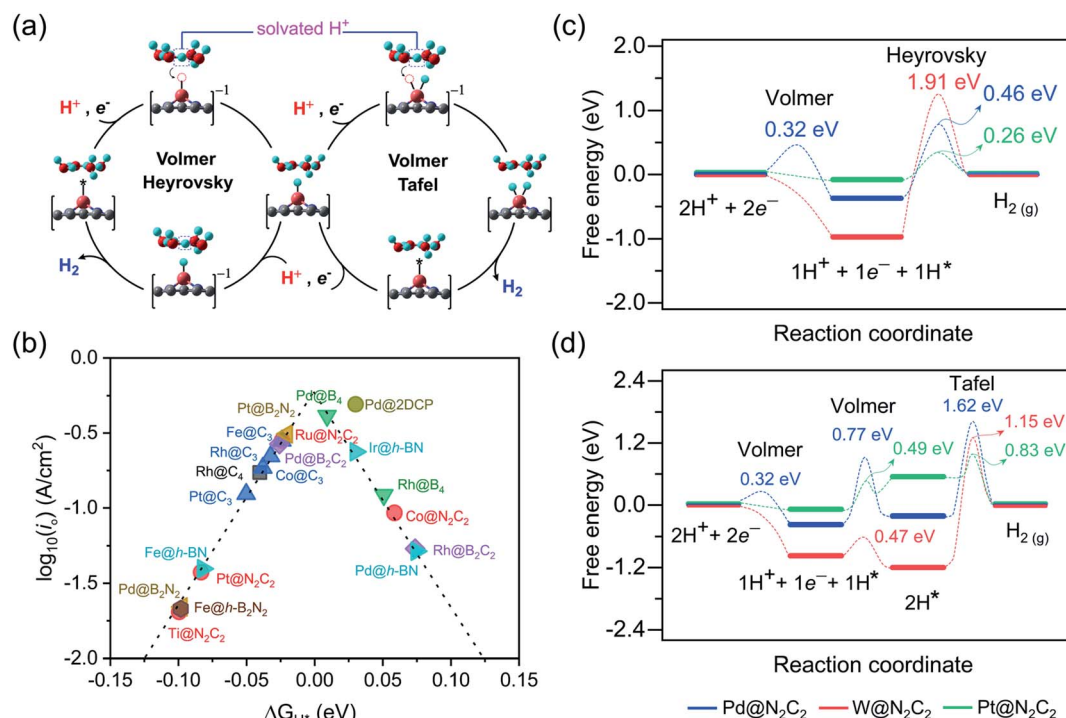 (a)
solvated H⁺
H⁺, e⁻
Volmer
Heyrovsky
]⁻¹
*
H₂
]⁻¹
H⁺, e⁻
H⁺, e⁻
Volmer
Tafel
]⁻¹
*
H₂
(b)
log₁₀(i₀) (A/cm²)
0.0
-0.5
-1.0
-1.5
-2.0
Pd@B₄
Pd@2DCP
Pt@B₂N₂
Fe@C₃
Ru@N₂C₂
Ir@h-BN
Rh@C₃
Pd@B₂C₂
Rh@C₄
Co@C₃
Pt@C₃
Rh@B₄
Co@N₂C₂
Fe@h-BN
Pt@N₂C₂
Rh@B₂C₂
Pd@h-BN
Pd@B₂N₂
Fe@h-B₂N₂
Ti@N₂C₂
-0.15 -0.10 -0.05 0.00 0.05 0.10 0.15
ΔG_H* (eV)
(c)
Free energy (eV)
2.0
1.0
0.0
-1.0
-2.0
Heyrovsky
1.91 eV
Volmer
0.46 eV
0.32 eV
0.26 eV
2H⁺ + 2e⁻
H₂ (g)
1H⁺ + 1e⁻ + 1H*
Reaction coordinate
(d)
Free energy (eV)
2.4
1.2
0.0
-1.2
-2.4
Tafel
1.62 eV
Volmer
0.77 eV
1.15 eV
Volmer
0.49 eV
0.83 eV
0.32 eV
2H⁺ + 2e⁻
0.47 eV
H₂ (g)
1H⁺ + 1e⁻ + 1H*
2H*
Reaction coordinate
Pd@N₂C₂ W@N₂C₂ Pt@N₂C₂